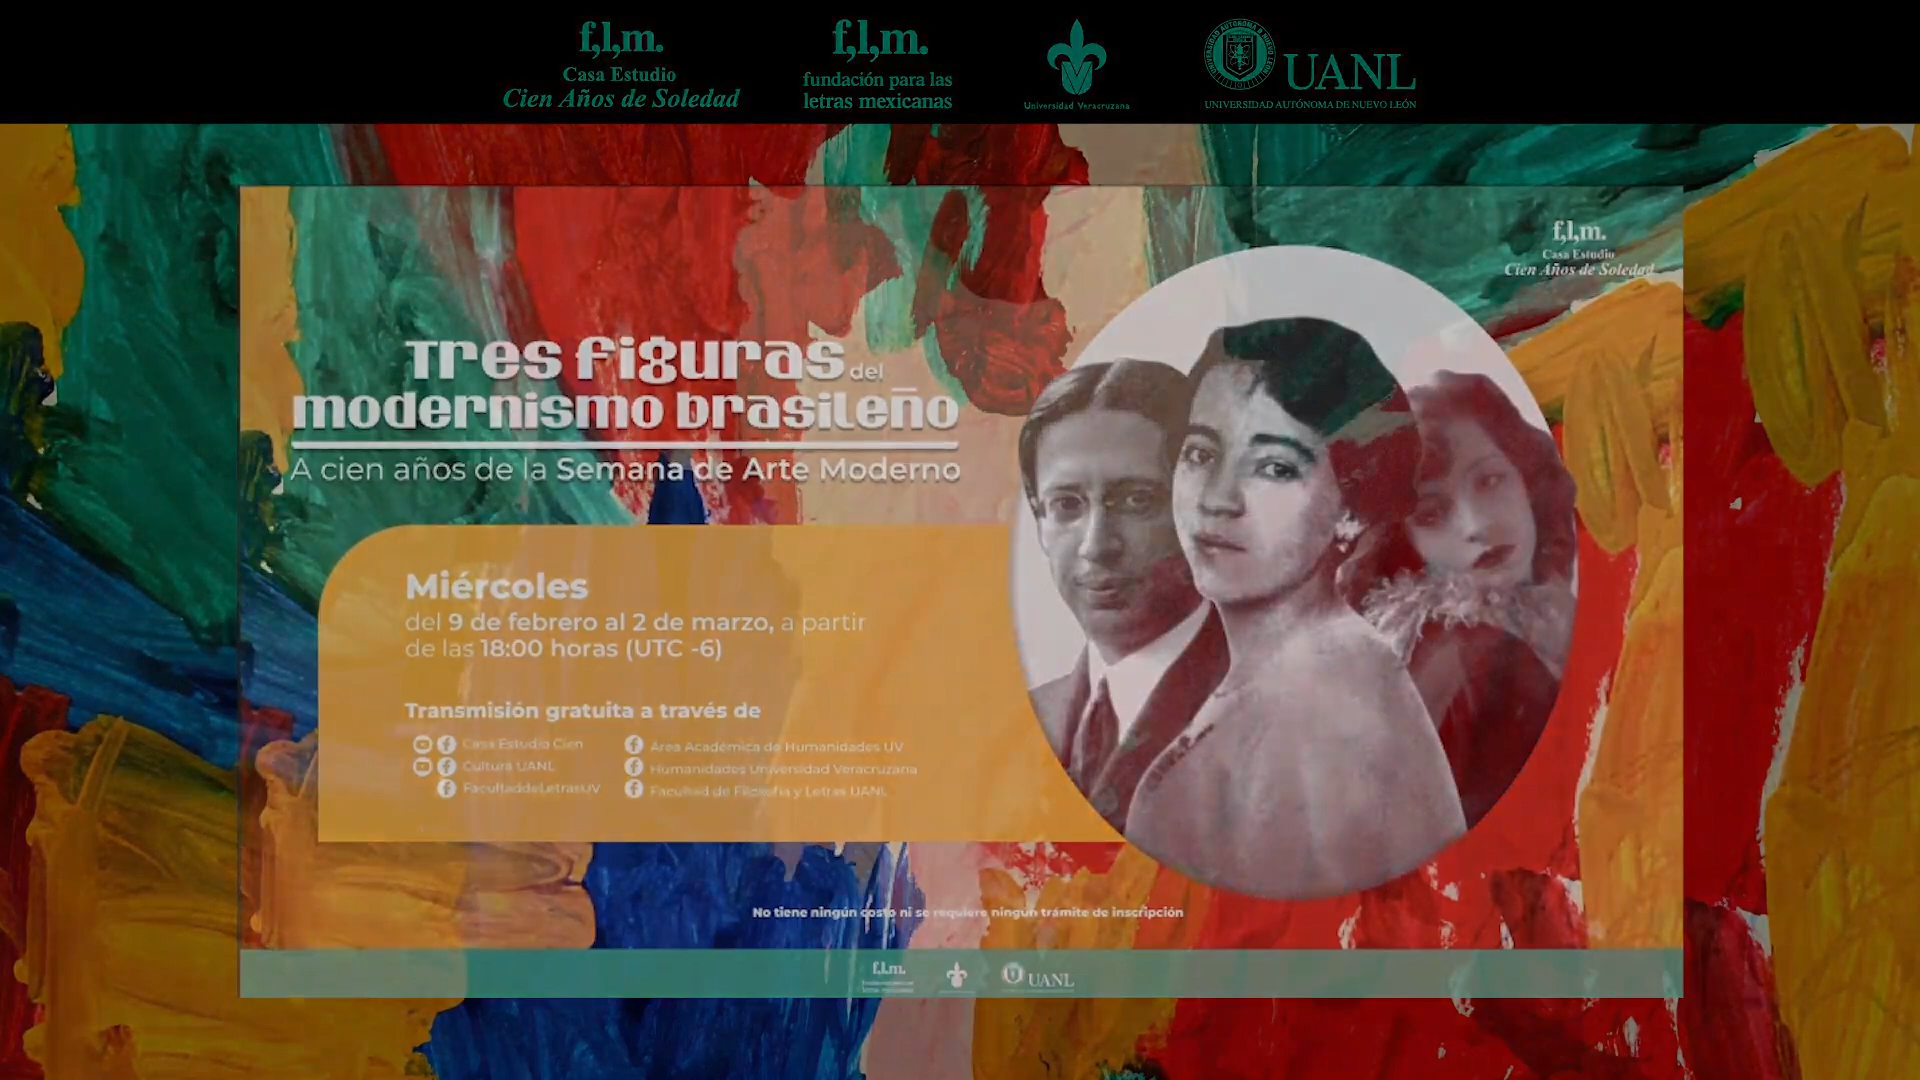 f,l,m.
Casa Estudio
Cien Años de Soledad
f,l,m.
fundación para las
letras mexicanas
Universidad Veracruzana
UANL
UNIVERSIDAD AUTÓNOMA DE NUEVO LEÓN
f,l,m.
Casa Estudio
Cien Años de Soledad
Tres figuras del
modernismo brasileño
A cien años de la Semana de Arte Moderno
Miércoles
del 9 de febrero al 2 de marzo, a partir
de las 18:00 horas (UTC -6)
Transmisión gratuita a través de
Casa Estudio Cien
Cultura UANL
FacultaddeLetrasUV
Área Académica de Humanidades UV
Humanidades Universidad Veracruzana
Facultad de Filosofía y Letras UANL
No tiene ningún costo ni se requiere ningún trámite de inscripción
f,l,m.
UANL